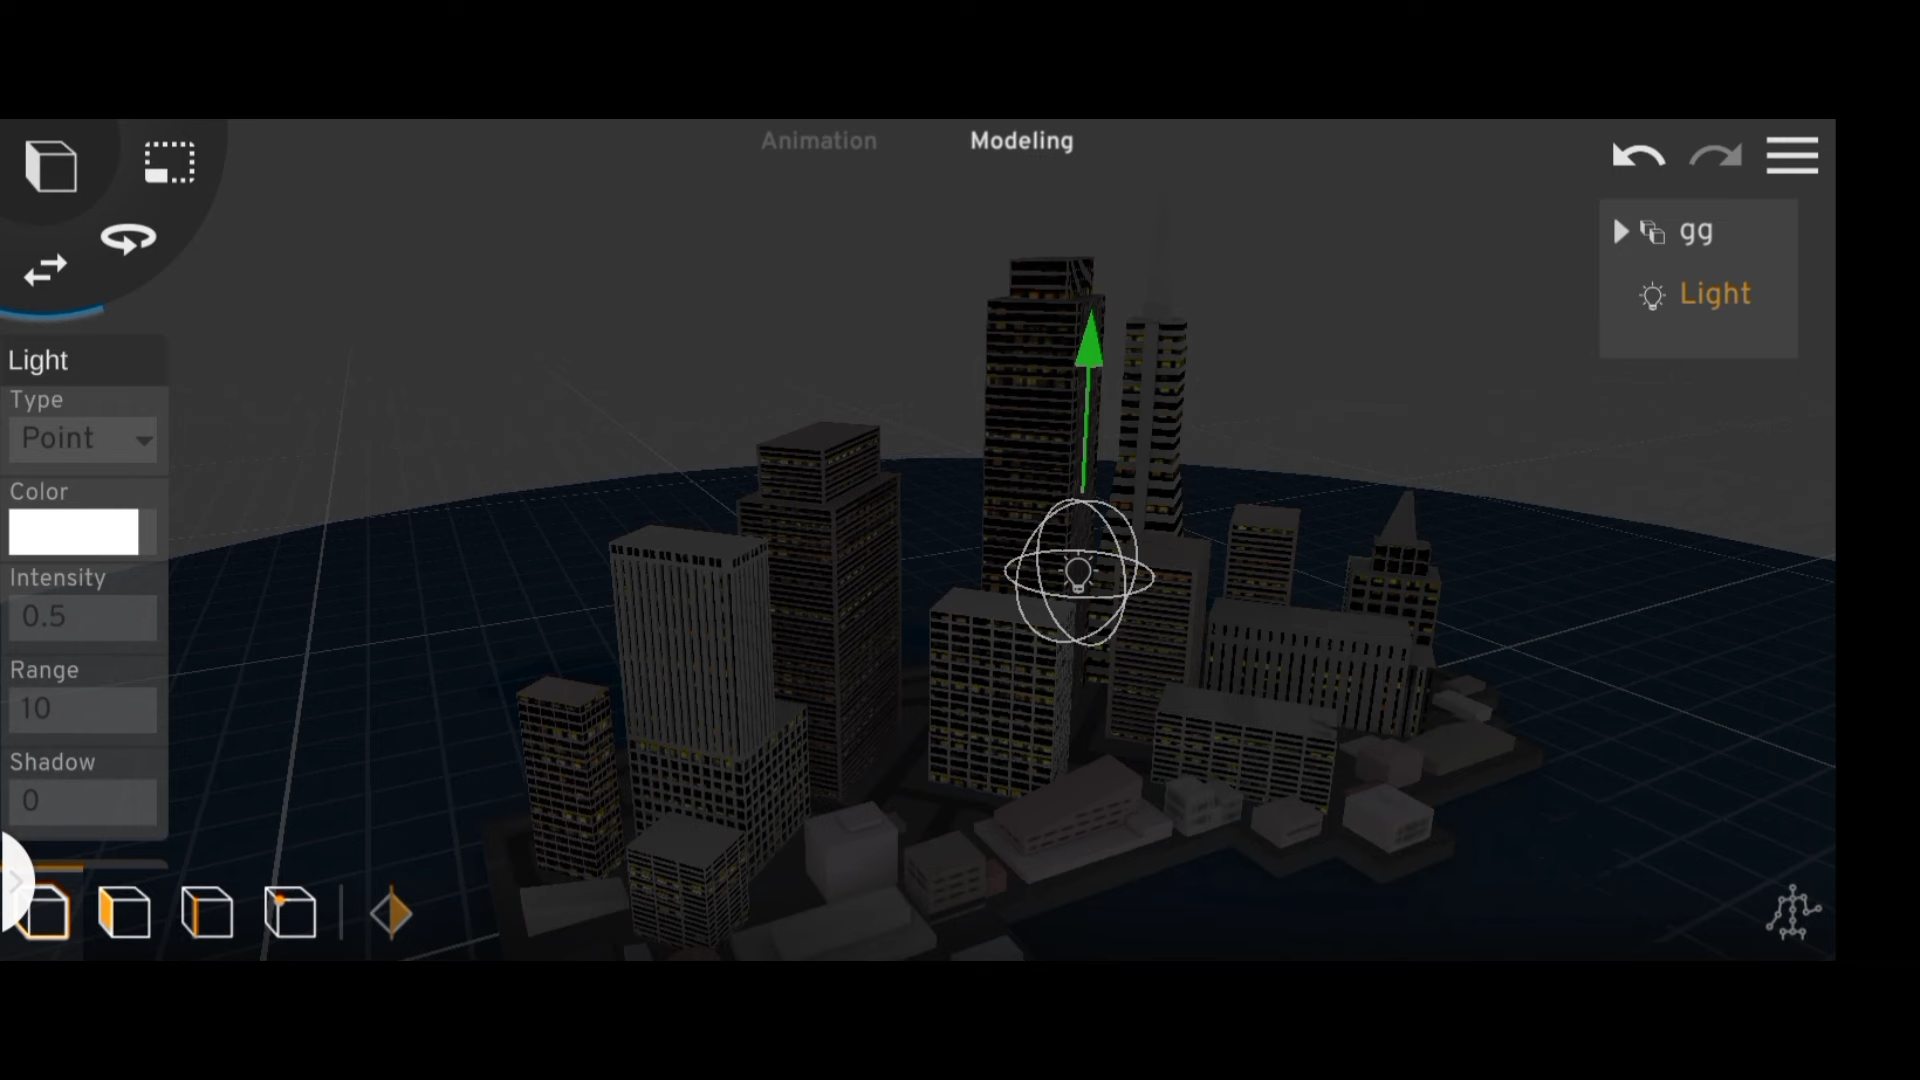 Animation
Modeling
gg
Light
Light
Type
Point
Color
Intensity
0.5
Range
10
Shadow
0